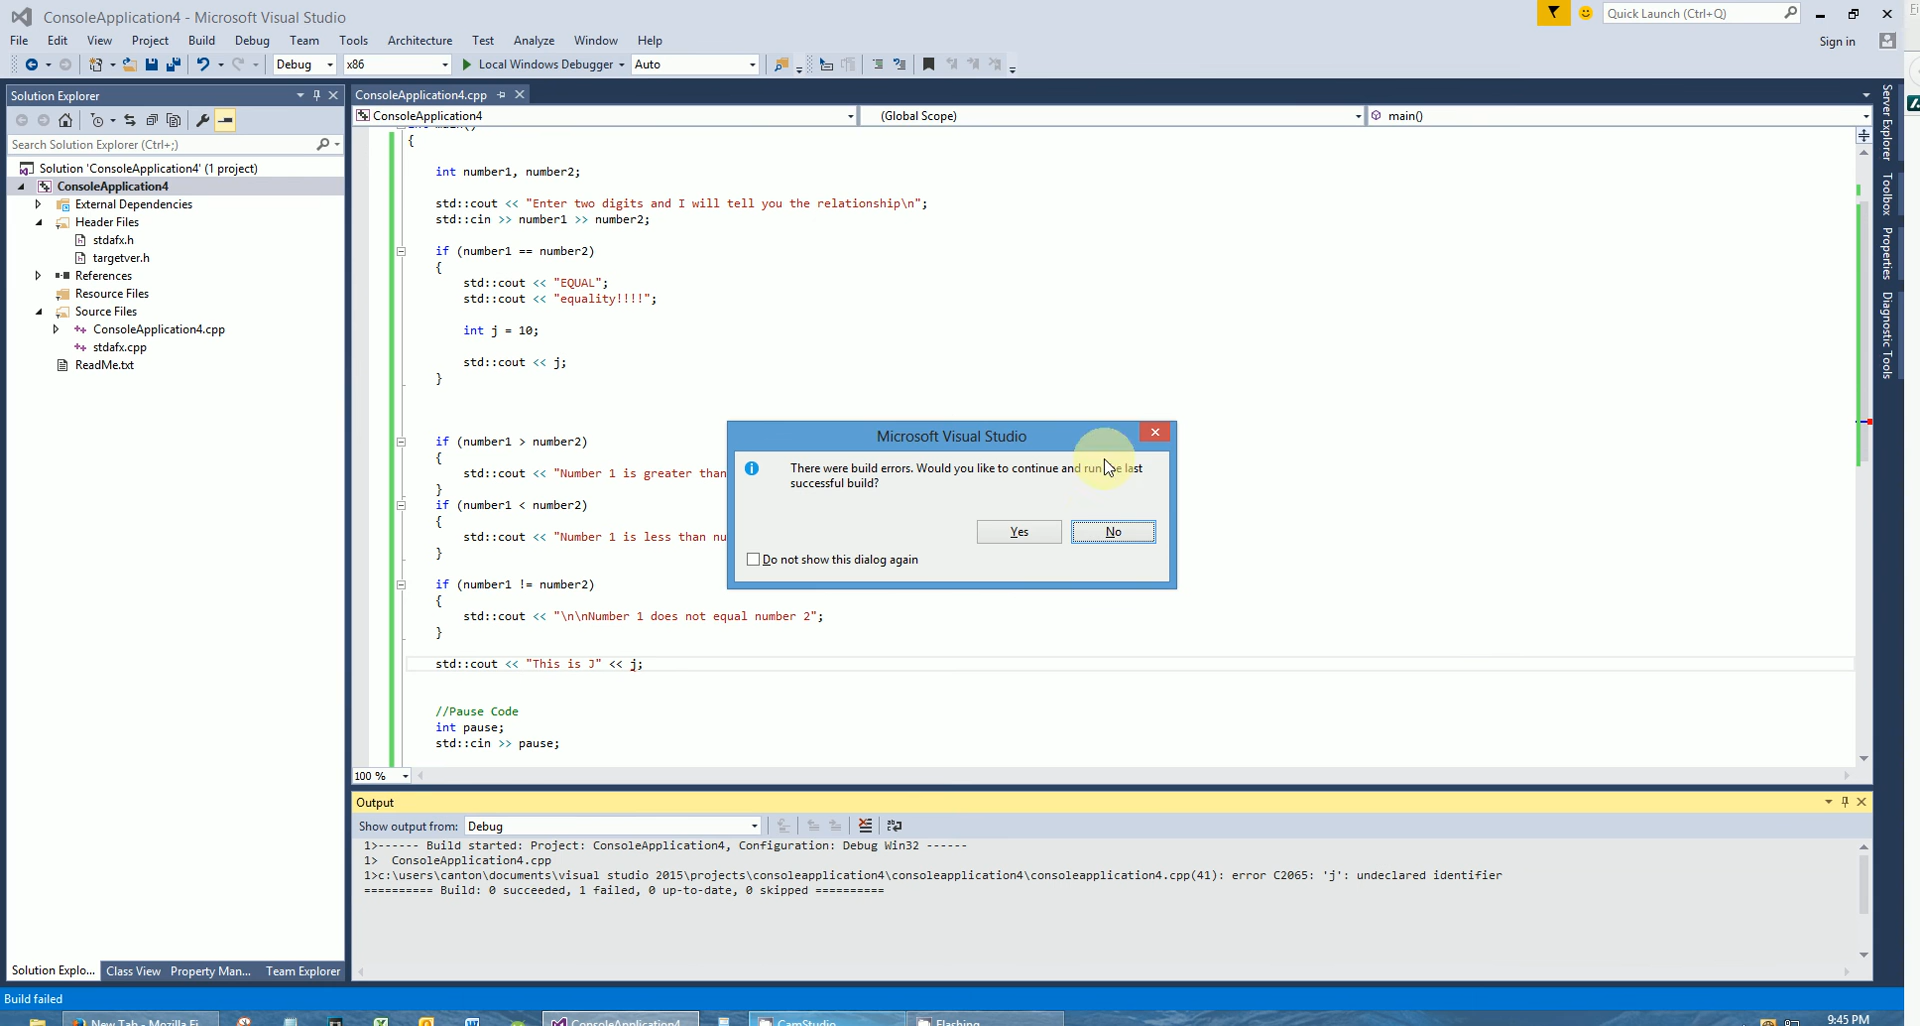 ConsoleApplication4 - Microsoft Visual Studio
Quick Launch (Ctrl+Q)
File Edit View Project Build Debug Team Tools Architecture Test Analyze Window Help
Sign in
Debug x86 Local Windows Debugger Auto
Solution Explorer
ConsoleApplication4.cpp
ConsoleApplication4 (Global Scope) main()
Search Solution Explorer (Ctrl+;)
Solution 'ConsoleApplication4' (1 project)
ConsoleApplication4
External Dependencies
Header Files
stdafx.h
targetver.h
References
Resource Files
Source Files
ConsoleApplication4.cpp
stdafx.cpp
ReadMe.txt
{
int number1, number2;
std::cout << "Enter two digits and I will tell you the relationship\n";
std::cin >> number1 >> number2;
if (number1 == number2)
{
std::cout << "EQUAL";
std::cout << "equality!!!!";
int j = 10;
std::cout << j;
}
if (number1 > number2)
{
std::cout << "Number 1 is greater than
}
if (number1 < number2)
{
std::cout << "Number 1 is less than nu
}
if (number1 != number2)
{
std::cout << "\n\nNumber 1 does not equal number 2";
}
std::cout << "This is J" << j;
//Pause Code
int pause;
std::cin >> pause;
100 %
Microsoft Visual Studio
There were build errors. Would you like to continue and run the last
successful build?
Yes No
Do not show this dialog again
Server Explorer
Toolbox
Properties
Diagnostic Tools
Output
Show output from: Debug
1>------ Build started: Project: ConsoleApplication4, Configuration: Debug Win32 ------
1> ConsoleApplication4.cpp
1>c:\users\canton\documents\visual studio 2015\projects\consoleapplication4\consoleapplication4\consoleapplication4.cpp(41): error C2065: 'j': undeclared identifier
========== Build: 0 succeeded, 1 failed, 0 up-to-date, 0 skipped ==========
Solution Explo... Class View Property Man... Team Explorer
Build failed
New Tab - Mozilla Fi... ConsoleApplication4 CamStudio Flashing
9:45 PM